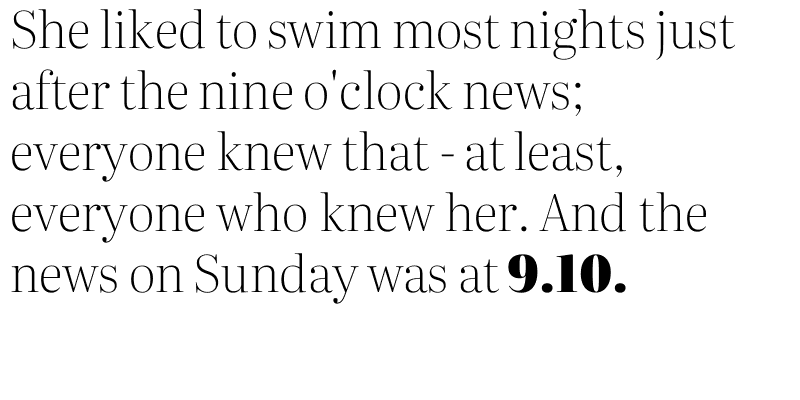 She liked to swim most nights just
after the nine o'clock news;
everyone knew that - at least,
everyone who knew her. And the
news on Sunday was at 9.10.